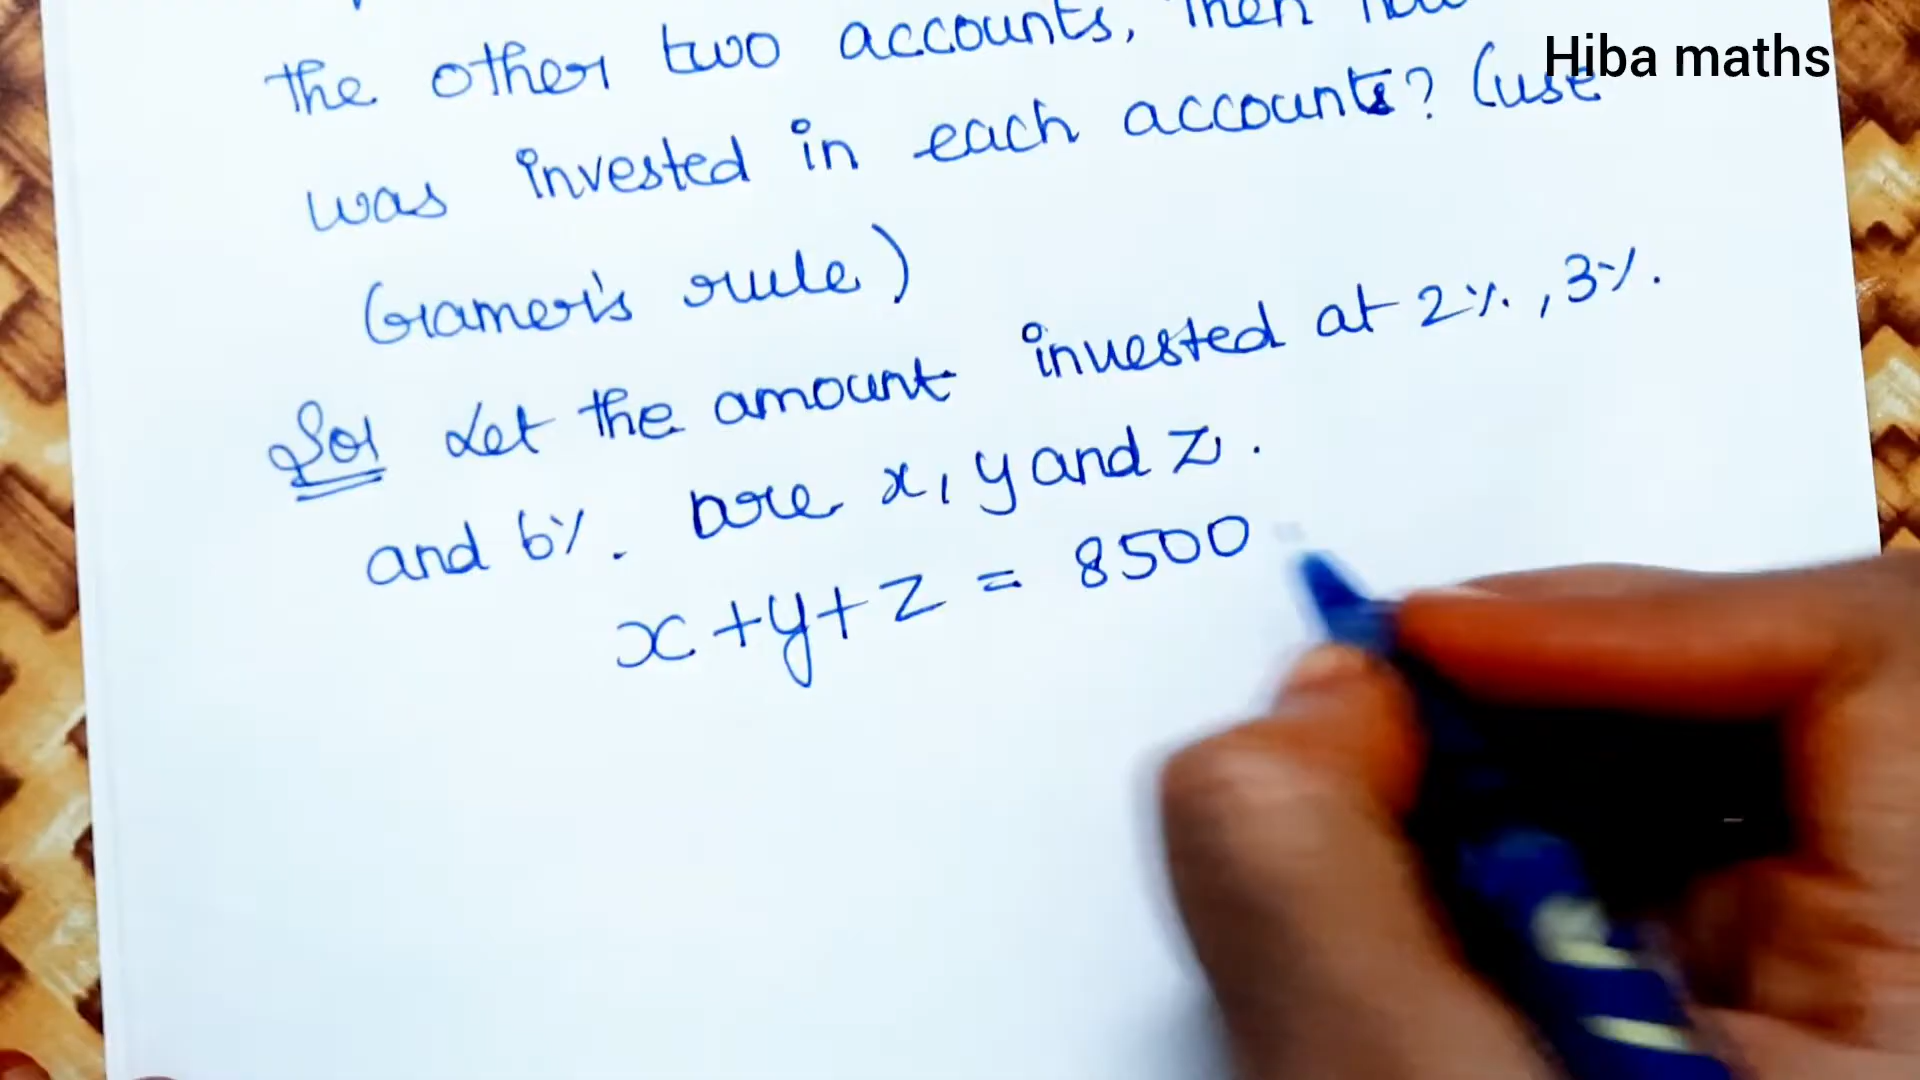 the other two accounts, then
Hiba maths
was invested in each accounts? (use
Cramer's rule)
Sol Let the amount invested at 2%, 3%
and 6%. are x, y and z.
x + y + z = 8500